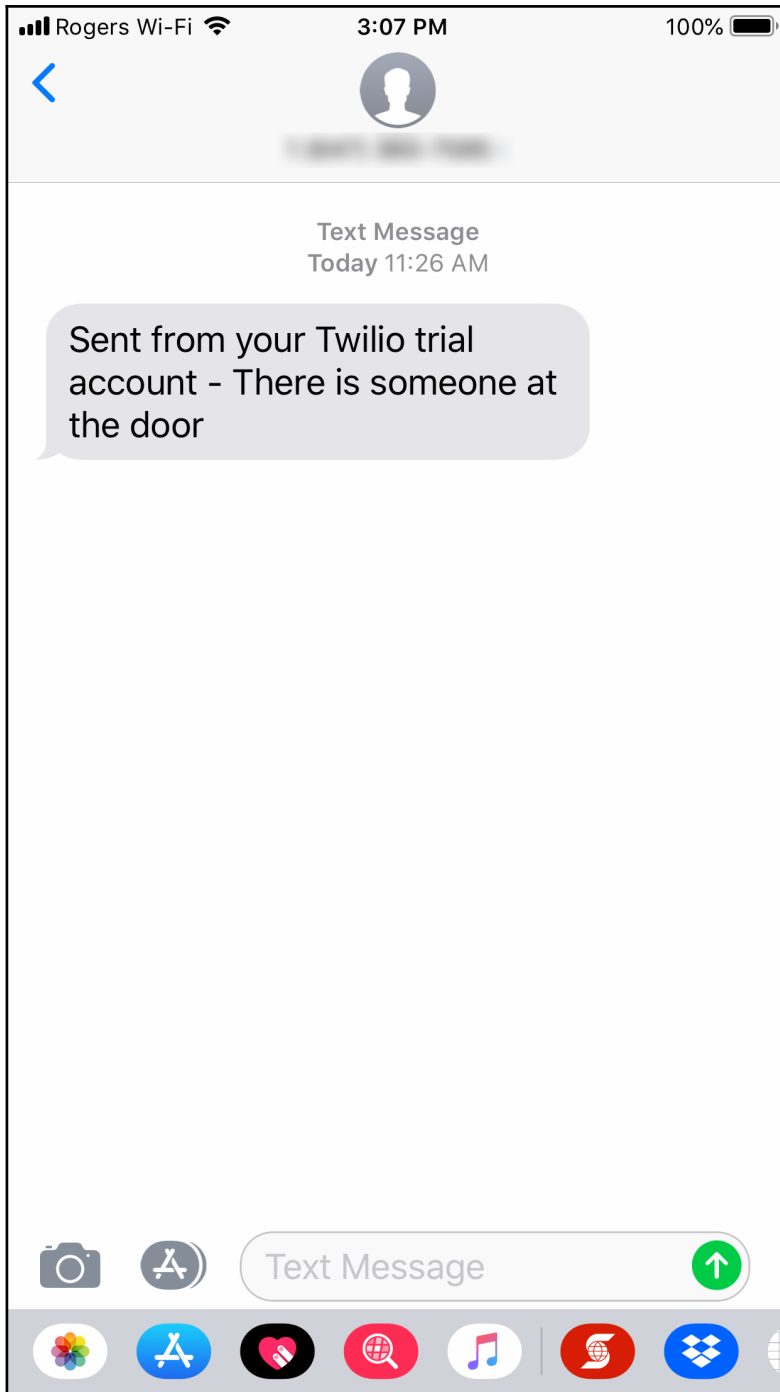 Rogers Wi-Fi 3:07 PM 100%
Text Message
Today 11:26 AM
Sent from your Twilio trial
account - There is someone at
the door
Text Message